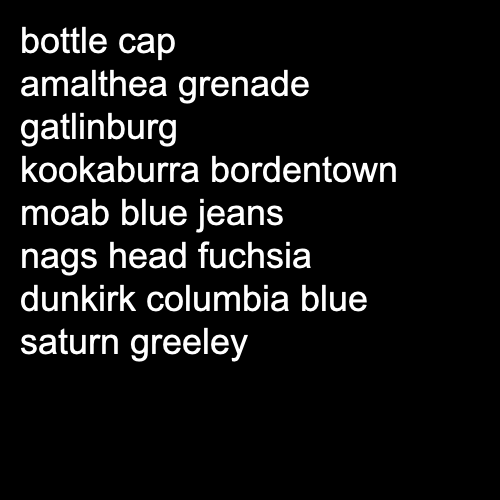 bottle cap
amalthea grenade
gatlinburg
kookaburra bordentown
moab blue jeans
nags head fuchsia
dunkirk columbia blue
saturn greeley